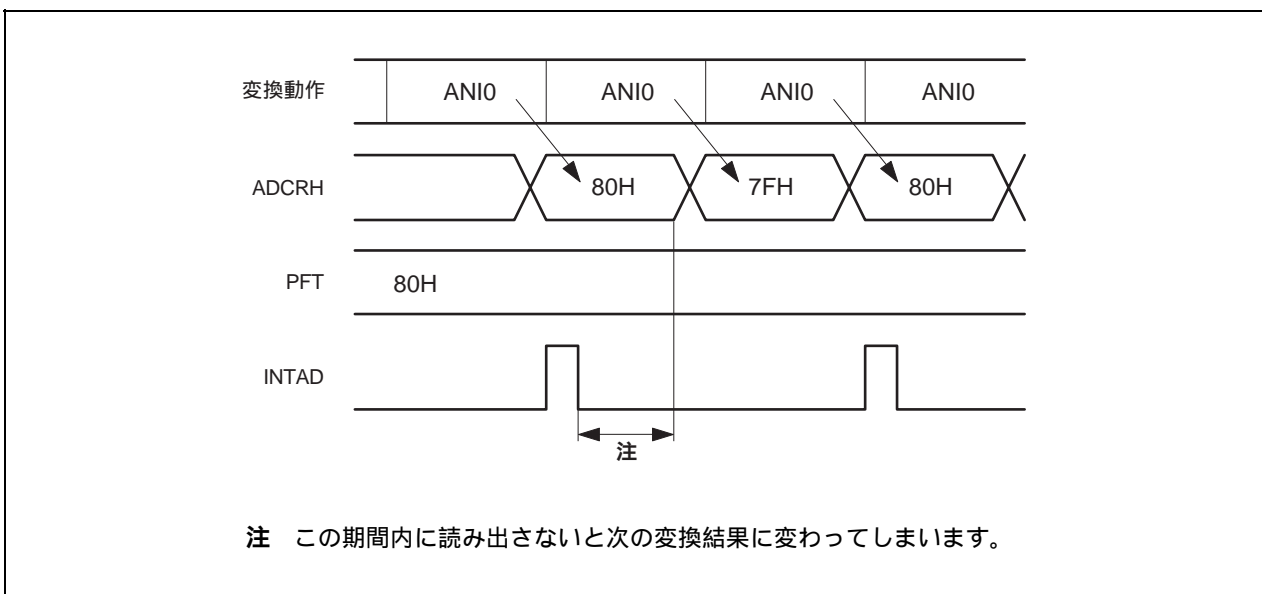 変換動作 ANI0 ANI0 ANI0 ANI0
ADCRH 80H 7FH 80H
PFT 80H
INTAD
注
注 この期間内に読み出さないと次の変換結果に変わってしまいます。